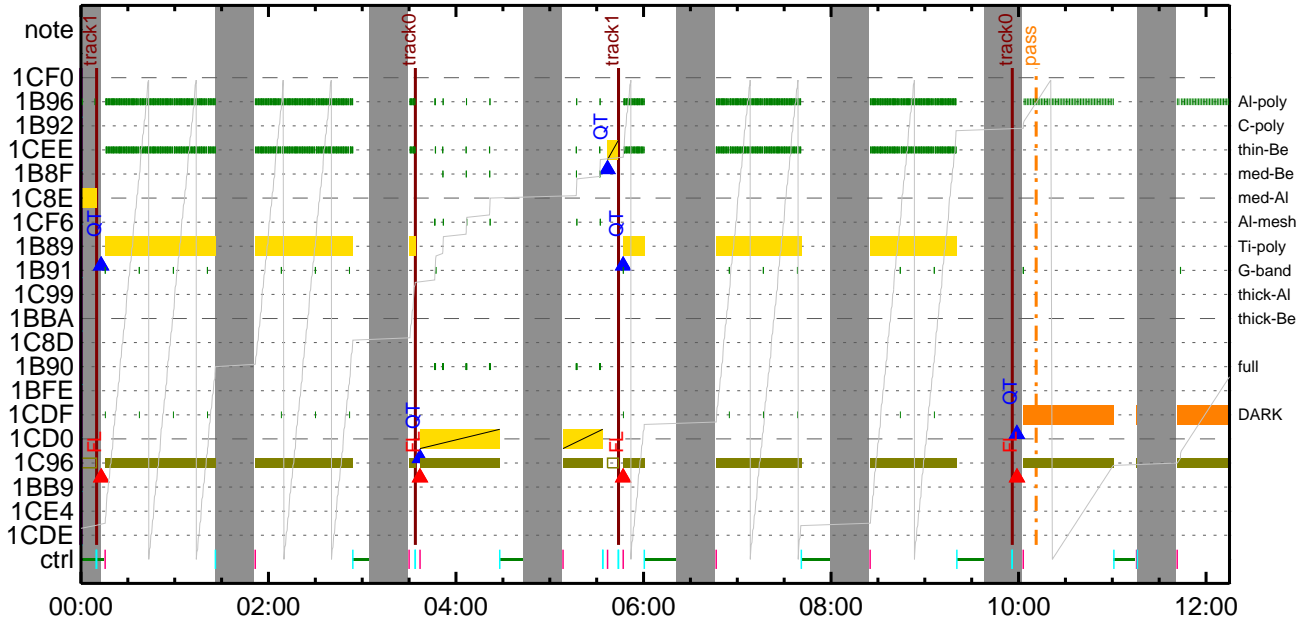 note
track1
track0
track1
track0
pass
1CF0
1B96 Al-poly
1B92 C-poly
QT
1CEE thin-Be
1B8F med-Be
1C8E med-Al
1CF6 Al-mesh
QT
QT
1B89 Ti-poly
1B91 G-band
1C99 thick-Al
1BBA thick-Be
1C8D
1B90 full
1BFE
QT
QT
1CDF DARK
1CD0
FL
FL
FL
FL
1C96
1BB9
1CE4
1CDE
ctrl
00:00 02:00 04:00 06:00 08:00 10:00 12:00